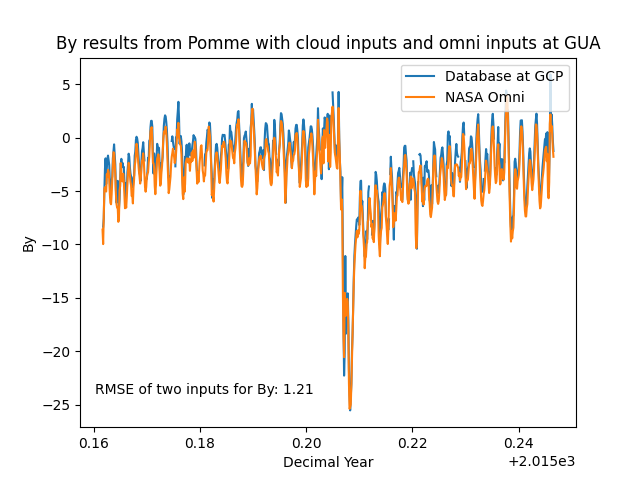 By results from Pomme with cloud inputs and omni inputs at GUA
Database at GCP
NASA Omni
5
0
−5
−10
−15
−20
−25
By
RMSE of two inputs for By: 1.21
0.16 0.18 0.20 0.22 0.24
Decimal Year
+2.015e3